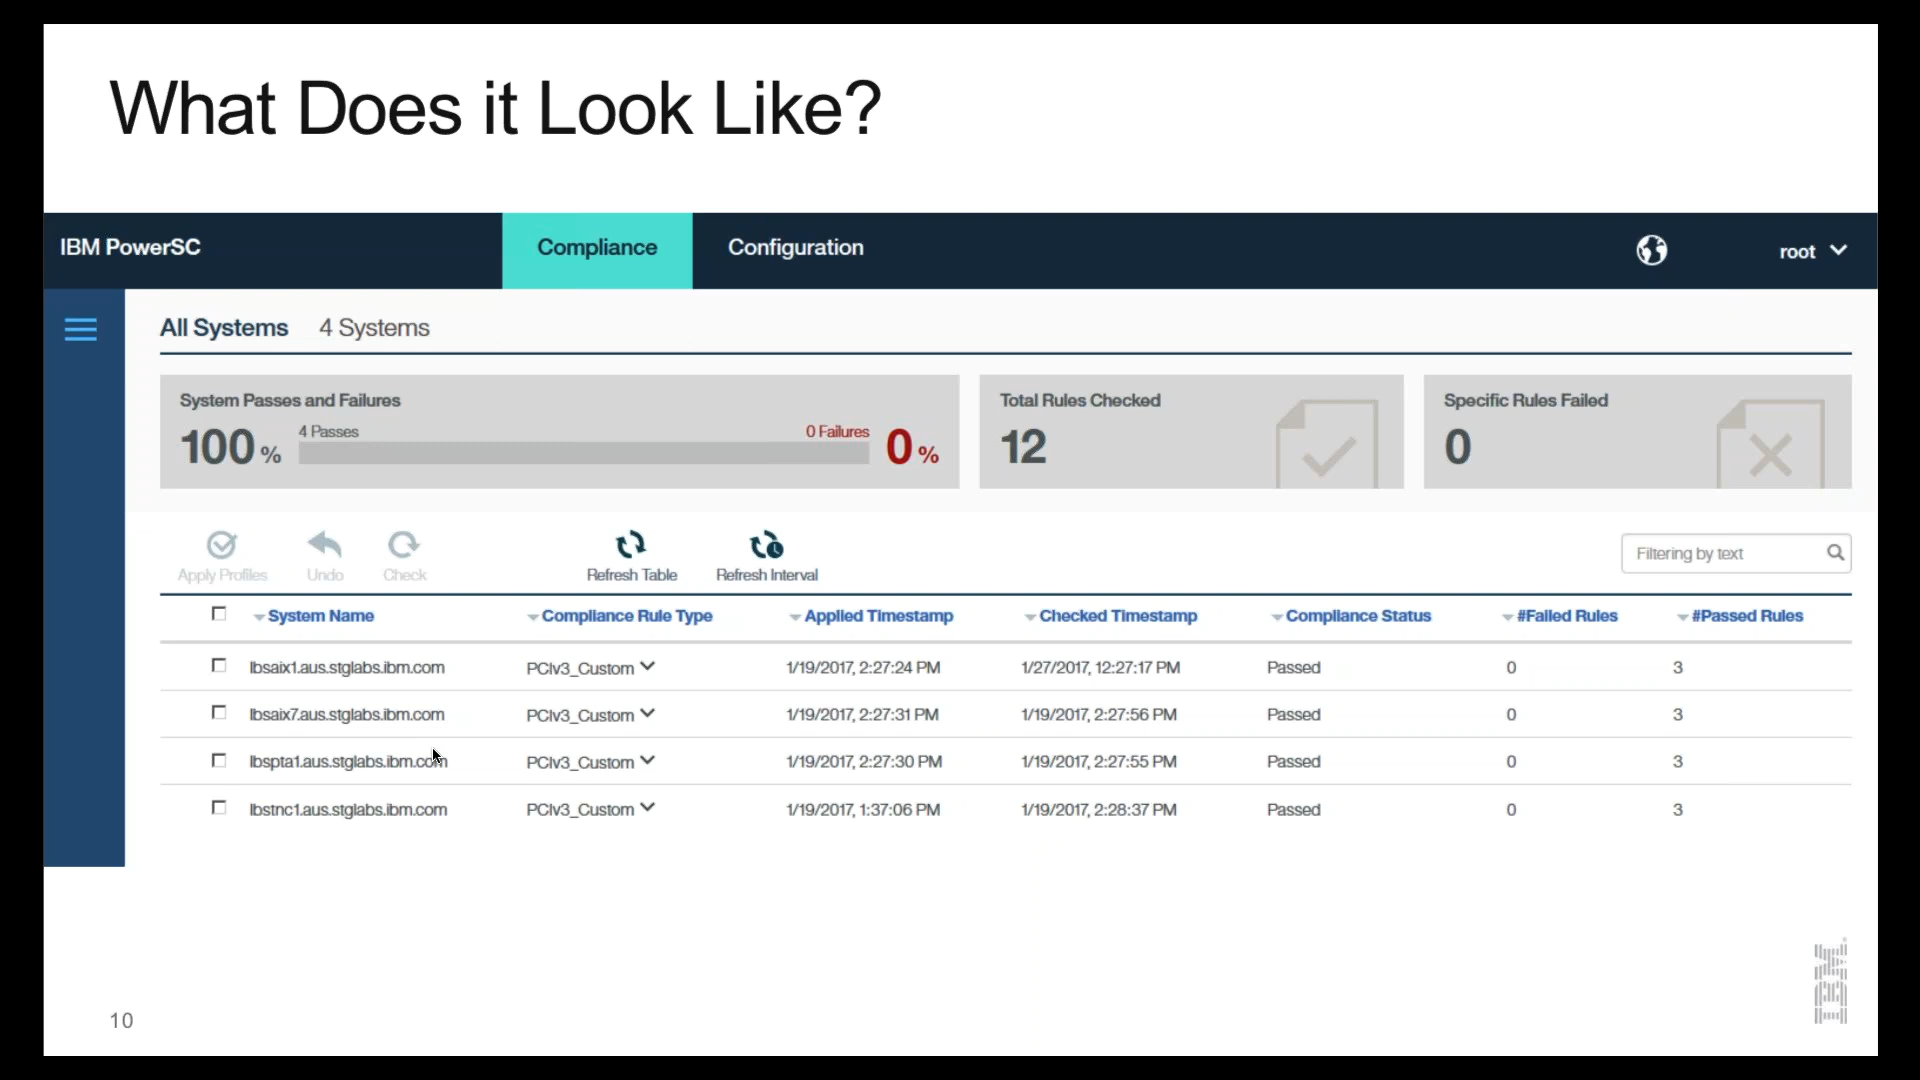 What Does it Look Like?
IBM PowerSC
Compliance
Configuration
root
All Systems 4 Systems
System Passes and Failures
100 %
4 Passes
0 Failures
0 %
Total Rules Checked
12
Specific Rules Failed
0
Apply Profiles
Undo
Check
Refresh Table
Refresh Interval
Filtering by text
System Name Compliance Rule Type Applied Timestamp Checked Timestamp Compliance Status #Failed Rules #Passed Rules
lbsaix1.aus.stglabs.ibm.com PCIv3_Custom 1/19/2017, 2:27:24 PM 1/27/2017, 12:27:17 PM Passed 0 3
lbsaix7.aus.stglabs.ibm.com PCIv3_Custom 1/19/2017, 2:27:31 PM 1/19/2017, 2:27:56 PM Passed 0 3
lbspta1.aus.stglabs.ibm.com PCIv3_Custom 1/19/2017, 2:27:30 PM 1/19/2017, 2:27:55 PM Passed 0 3
lbstnc1.aus.stglabs.ibm.com PCIv3_Custom 1/19/2017, 1:37:06 PM 1/19/2017, 2:28:37 PM Passed 0 3
IBM
10